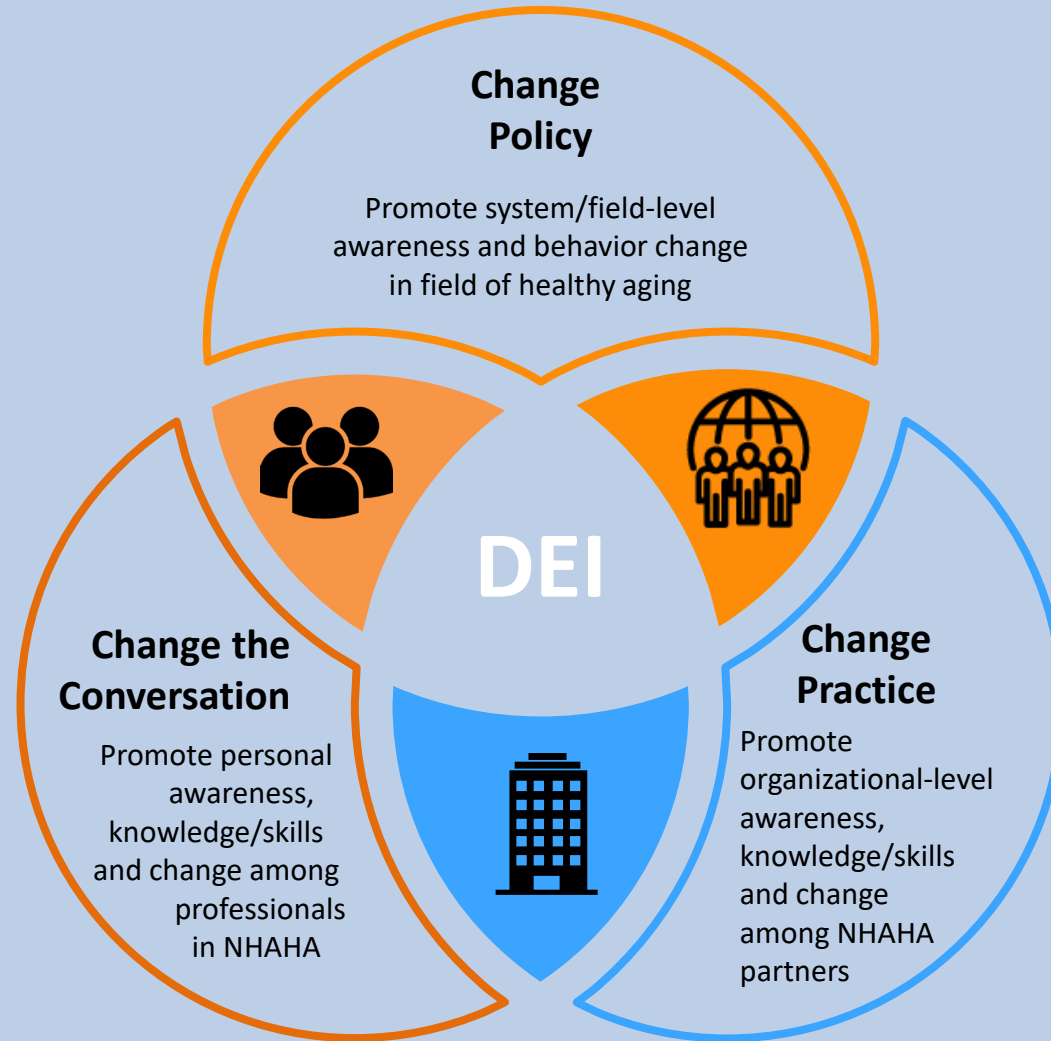 Change
Policy
Promote system/field-level
awareness and behavior change
in field of healthy aging
DEI
Change the
Conversation
Promote personal
awareness,
knowledge/skills
and change among
professionals
in NHAHA
Change
Practice
Promote
organizational-level
awareness,
knowledge/skills
and change
among NHAHA
partners